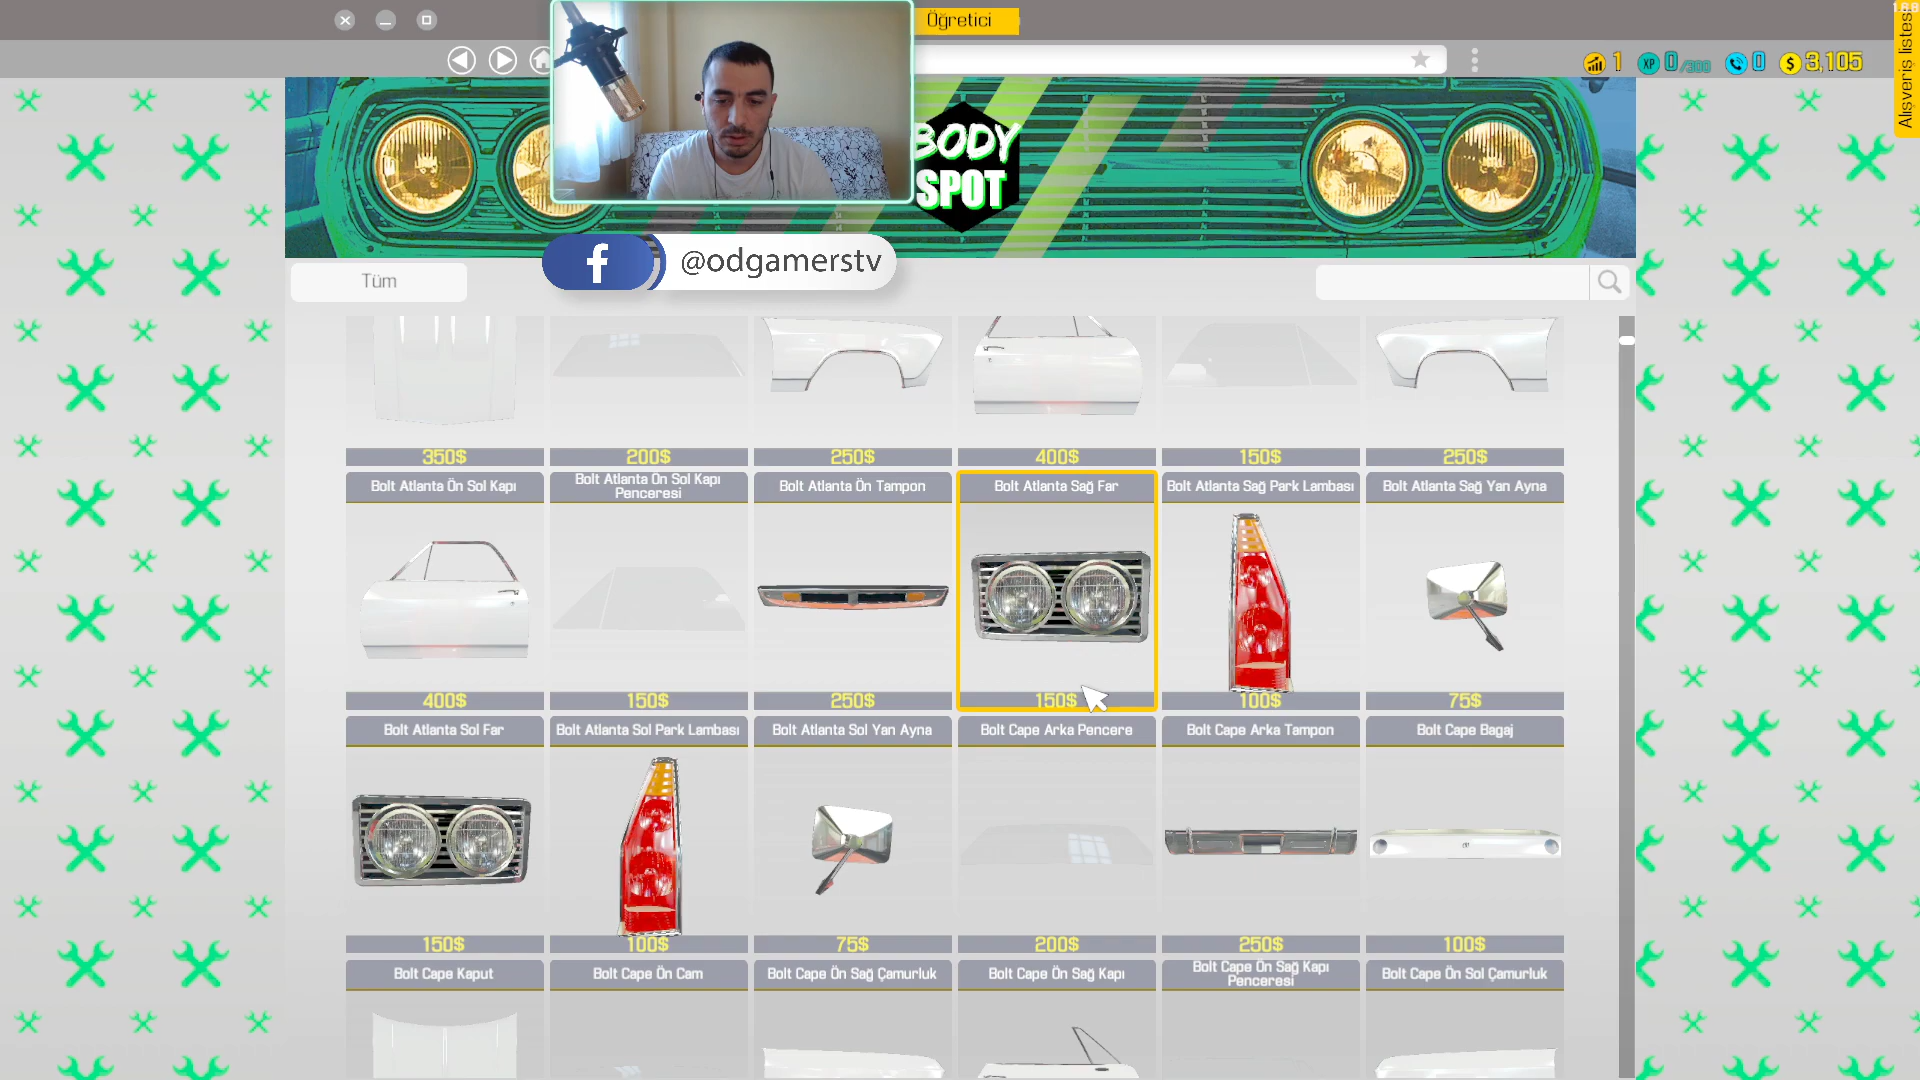 Öğretici
1
XP 0/300
0
$ 3,105
Alışveriş listesi
BODY
SPOT
f @odgamerstv
Tüm
350$ 200$ 250$ 400$ 150$ 250$
Bolt Atlanta Ön Sol Kapı
Bolt Atlanta Ön Sol Kapı
Penceresi
Bolt Atlanta Ön Tampon
Bolt Atlanta Sağ Far
Bolt Atlanta Sağ Park Lambası
Bolt Atlanta Sağ Yan Ayna
400$ 150$ 250$ 150$ 100$ 75$
Bolt Atlanta Sol Far
Bolt Atlanta Sol Park Lambası
Bolt Atlanta Sol Yan Ayna
Bolt Cape Arka Pencere
Bolt Cape Arka Tampon
Bolt Cape Bagaj
150$ 100$ 75$ 200$ 250$ 100$
Bolt Cape Kaput
Bolt Cape Ön Cam
Bolt Cape Ön Sağ Çamurluk
Bolt Cape Ön Sağ Kapı
Bolt Cape Ön Sağ Kapı
Penceresi
Bolt Cape Ön Sol Çamurluk